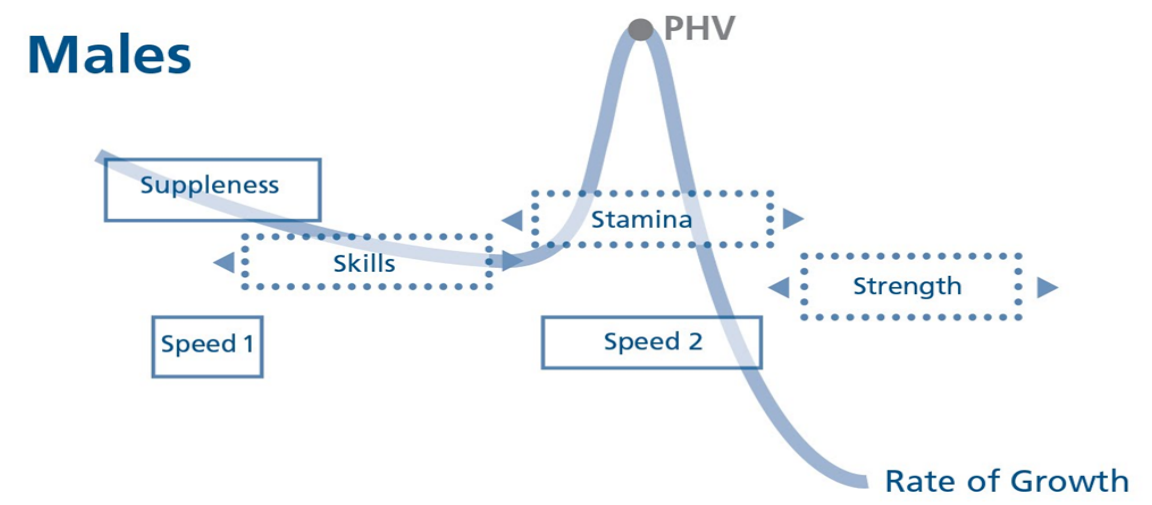 Males
PHV
Suppleness
Stamina
Skills
Strength
Speed 1
Speed 2
Rate of Growth